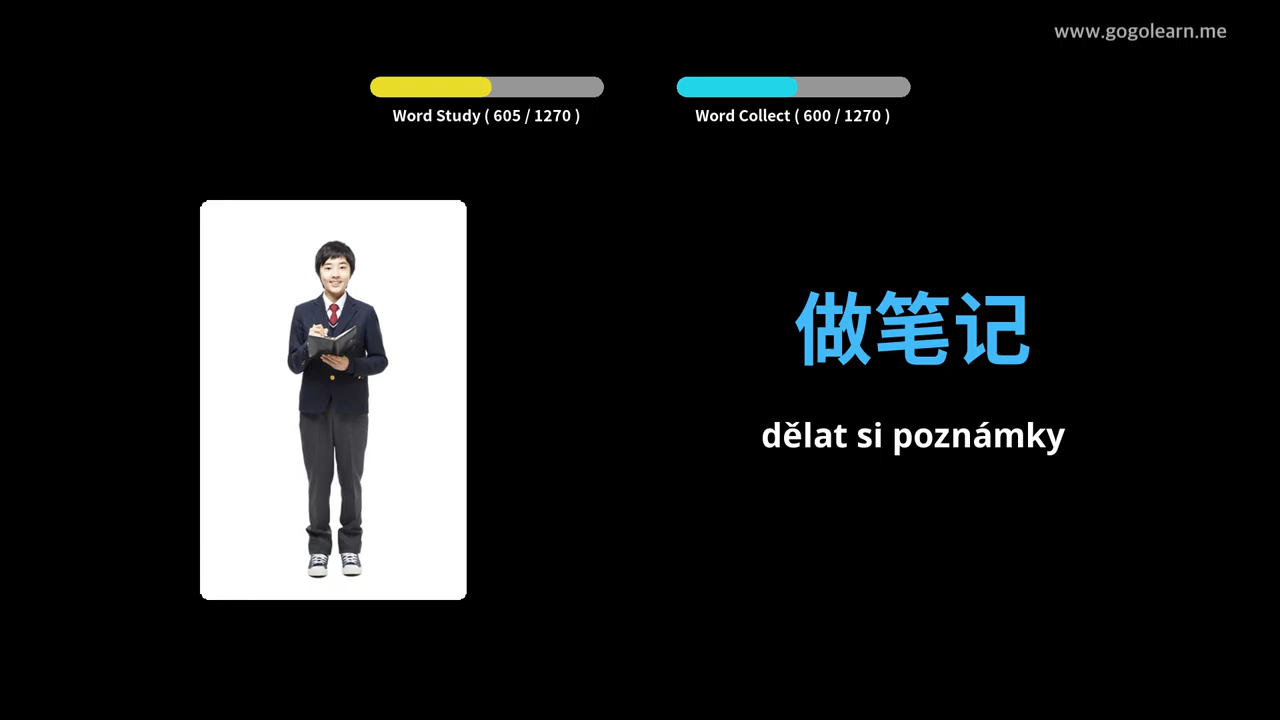 www.gogolearn.me
Word Study ( 605 / 1270 )
Word Collect ( 600 / 1270 )
做笔记
dělat si poznámky